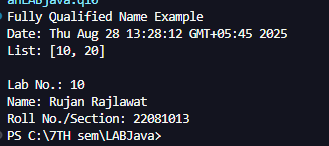 Fully Qualified Name Example
Date: Thu Aug 28 13:28:12 GMT+05:45 2025
List: [10, 20]
Lab No.: 10
Name: Rujan Rajlawat
Roll No./Section: 22081013
PS C:\7TH sem\LABJava>